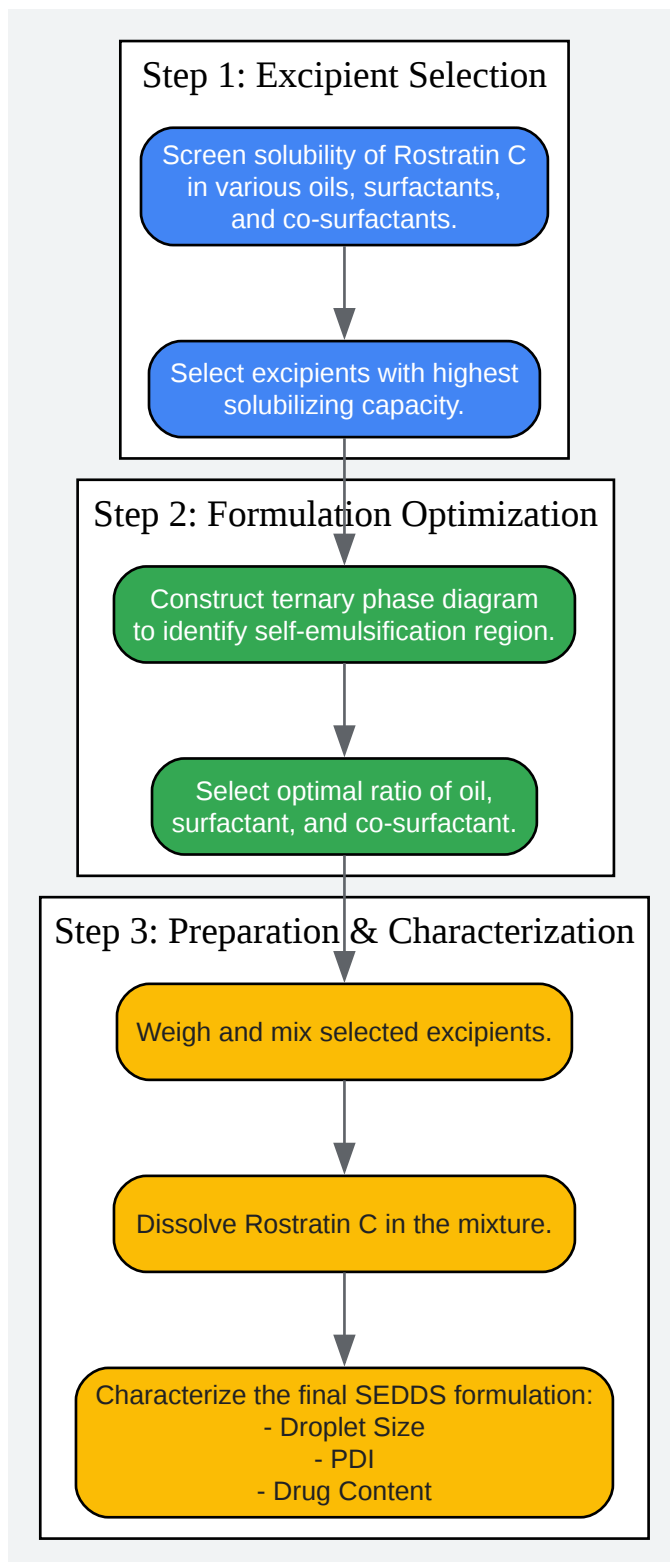 Step 1: Excipient Selection
Screen solubility of Rostratin C
in various oils, surfactants,
and co-surfactants.
Select excipients with highest
solubilizing capacity.
Step 2: Formulation Optimization
Construct ternary phase diagram
to identify self-emulsification region.
Select optimal ratio of oil,
surfactant, and co-surfactant.
Step 3: Preparation & Characterization
Weigh and mix selected excipients.
Dissolve Rostratin C in the mixture.
Characterize the final SEDDS formulation:
- Droplet Size
- PDI
- Drug Content